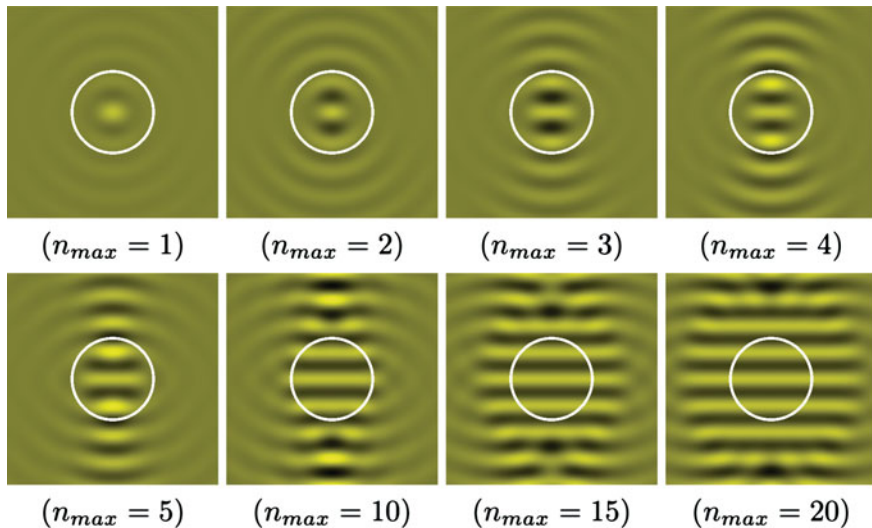 (n_max = 1) (n_max = 2) (n_max = 3) (n_max = 4)
(n_max = 5) (n_max = 10) (n_max = 15) (n_max = 20)